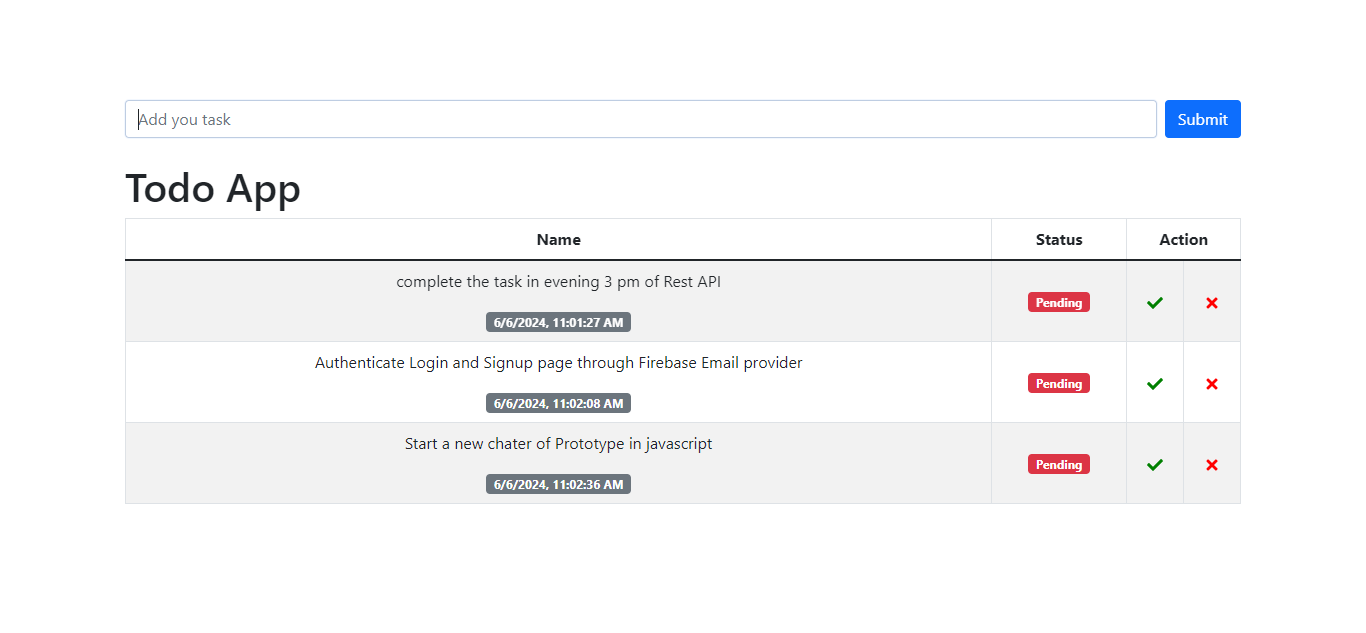 Add you task
Submit
Todo App
Name Status Action
complete the task in evening 3 pm of Rest API
6/6/2024, 11:01:27 AM
Pending
Authenticate Login and Signup page through Firebase Email provider
6/6/2024, 11:02:08 AM
Pending
Start a new chater of Prototype in javascript
6/6/2024, 11:02:36 AM
Pending